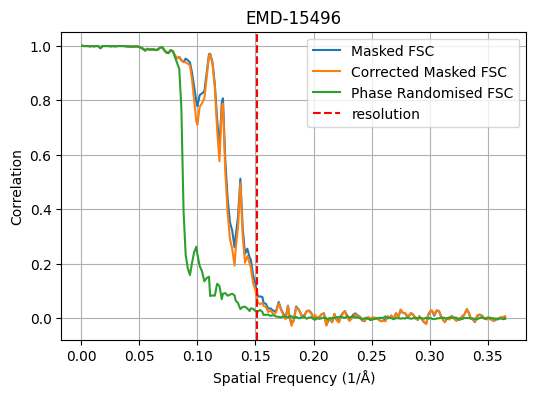 EMD-15496
Masked FSC
Corrected Masked FSC
Phase Randomised FSC
resolution
1.0
0.8
0.6
0.4
0.2
0.0
Correlation
0.00 0.05 0.10 0.15 0.20 0.25 0.30 0.35
Spatial Frequency (1/Å)